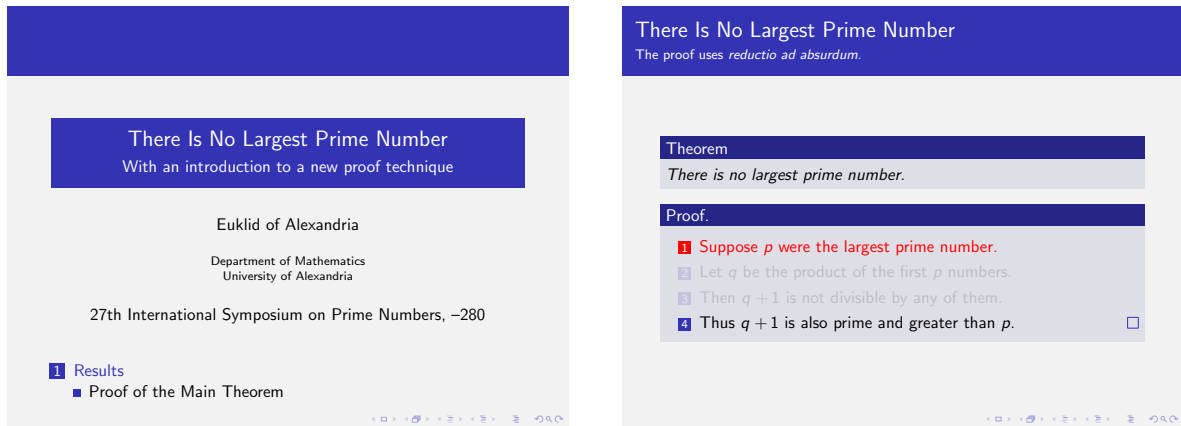 There Is No Largest Prime Number
With an introduction to a new proof technique
Euklid of Alexandria
Department of Mathematics
University of Alexandria
27th International Symposium on Prime Numbers, –280
1 Results
Proof of the Main Theorem
There Is No Largest Prime Number
The proof uses reductio ad absurdum.
Theorem
There is no largest prime number.
Proof.
1 Suppose p were the largest prime number.
2 Let q be the product of the first p numbers.
3 Then q + 1 is not divisible by any of them.
4 Thus q + 1 is also prime and greater than p.